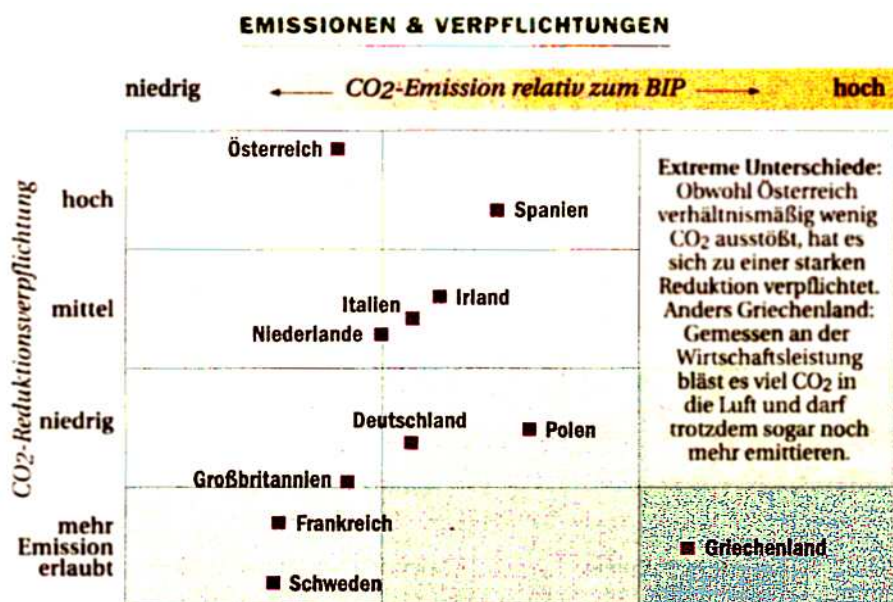 EMISSIONEN & VERPFLICHTUNGEN
niedrig ← CO2-Emission relativ zum BIP → hoch
CO2-Reduktionsverpflichtung
hoch
mittel
niedrig
mehr
Emission
erlaubt
Österreich
Spanien
Irland
Italien
Niederlande
Deutschland
Polen
Großbritannien
Frankreich
Griechenland
Schweden
Extreme Unterschiede:
Obwohl Österreich
verhältnismäßig wenig
CO2 ausstößt, hat es
sich zu einer starken
Reduktion verpflichtet.
Anders Griechenland:
Gemessen an der
Wirtschaftsleistung
bläst es viel CO2 in
die Luft und darf
trotzdem sogar noch
mehr emittieren.